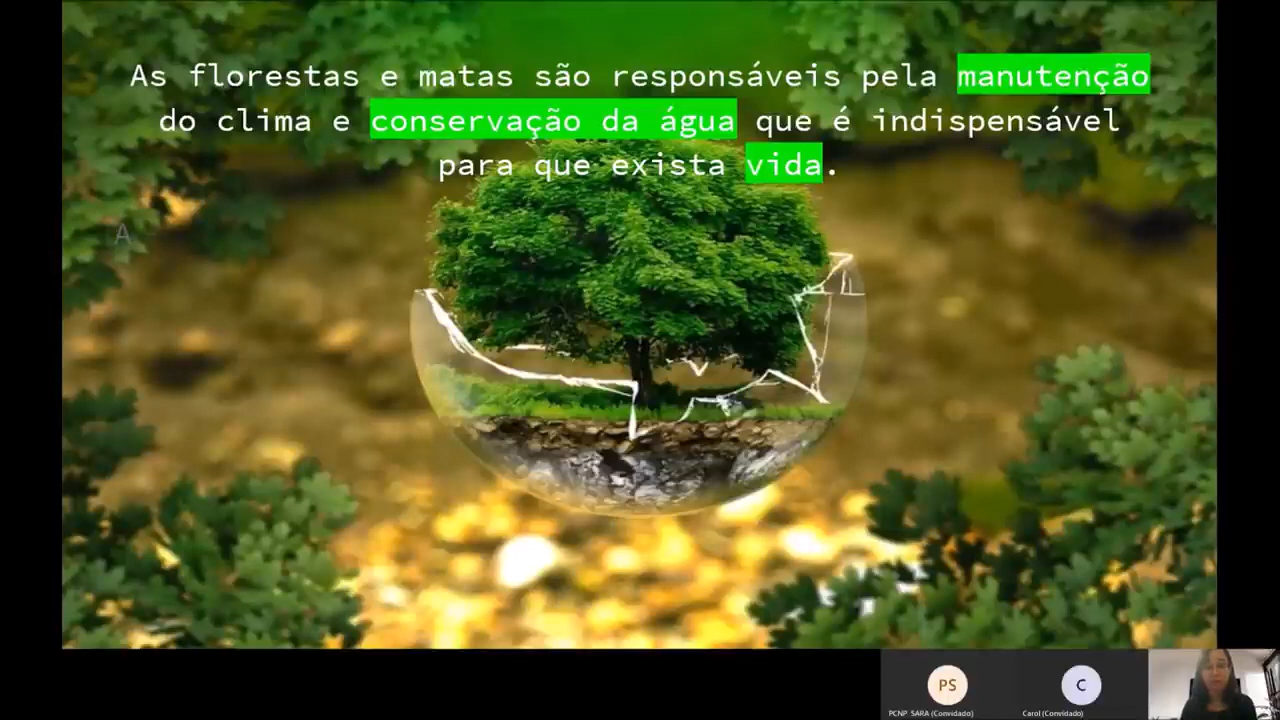 As florestas e matas são responsáveis pela manutenção
do clima e conservação da água que é indispensável
para que exista vida.
A
PS
C
PCNP SARA (Convidado)
Carol (Convidado)